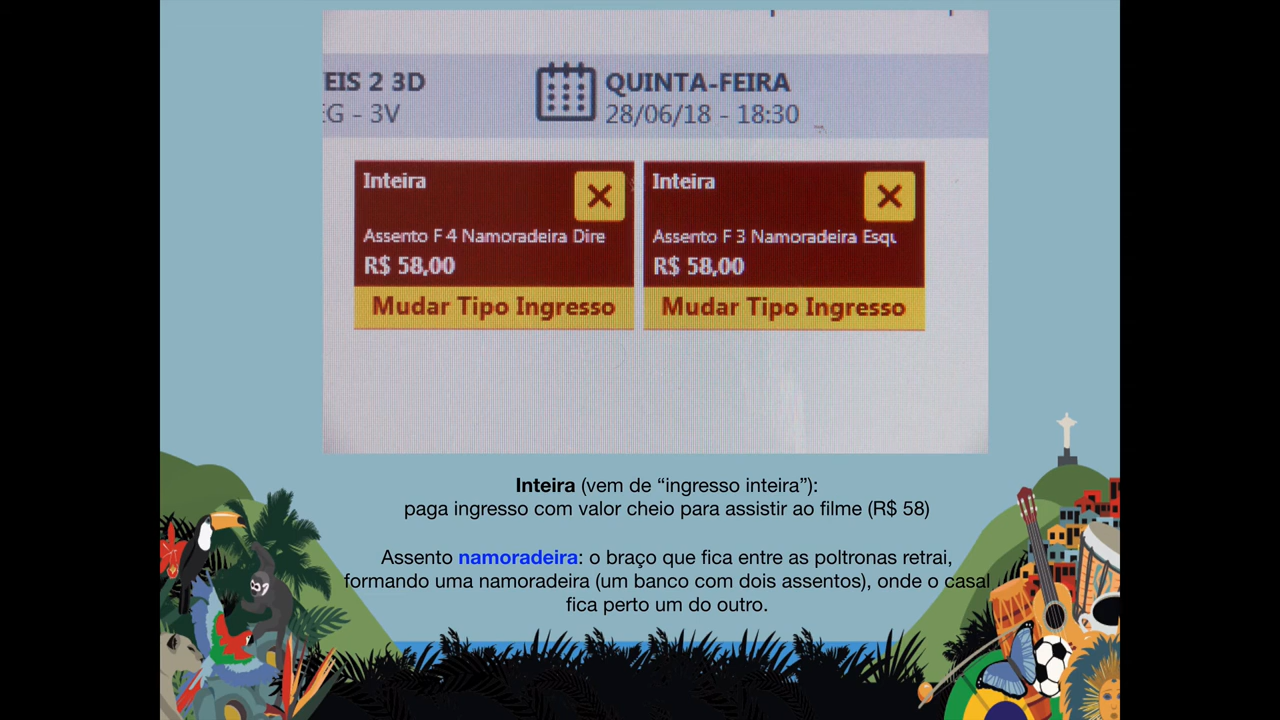 EIS 2 3D
EG - 3V
QUINTA-FEIRA
28/06/18 - 18:30
Inteira
Assento F 4 Namoradeira Dire
R$ 58,00
Mudar Tipo Ingresso
Inteira
Assento F 3 Namoradeira Esqu
R$ 58,00
Mudar Tipo Ingresso
Inteira (vem de “ingresso inteira”):
paga ingresso com valor cheio para assistir ao filme (R$ 58)
Assento namoradeira: o braço que fica entre as poltronas retrai,
formando uma namoradeira (um banco com dois assentos), onde o casal
fica perto um do outro.